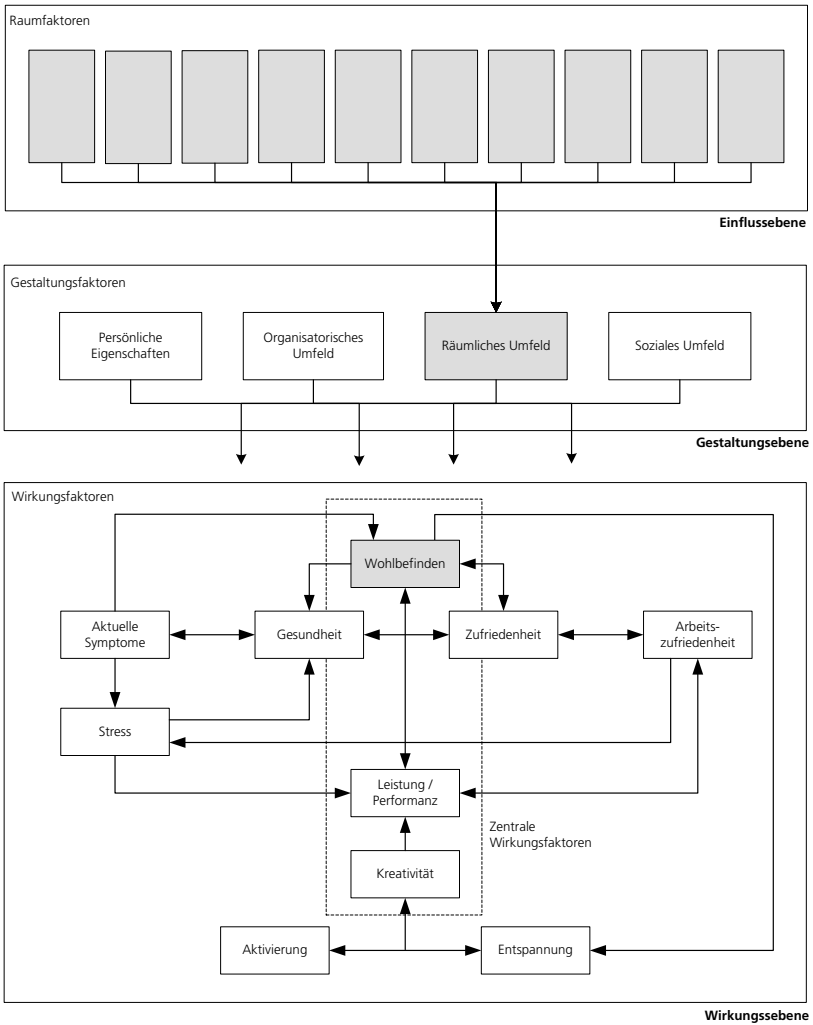 Raumfaktoren
Einflussebene
Gestaltungsfaktoren
Persönliche
Eigenschaften
Organisatorisches
Umfeld
Räumliches Umfeld
Soziales Umfeld
Gestaltungsebene
Wirkungsfaktoren
Wohlbefinden
Aktuelle
Symptome
Gesundheit
Zufriedenheit
Arbeits-
zufriedenheit
Stress
Leistung /
Performanz
Zentrale
Wirkungsfaktoren
Kreativität
Aktivierung
Entspannung
Wirkungssebene